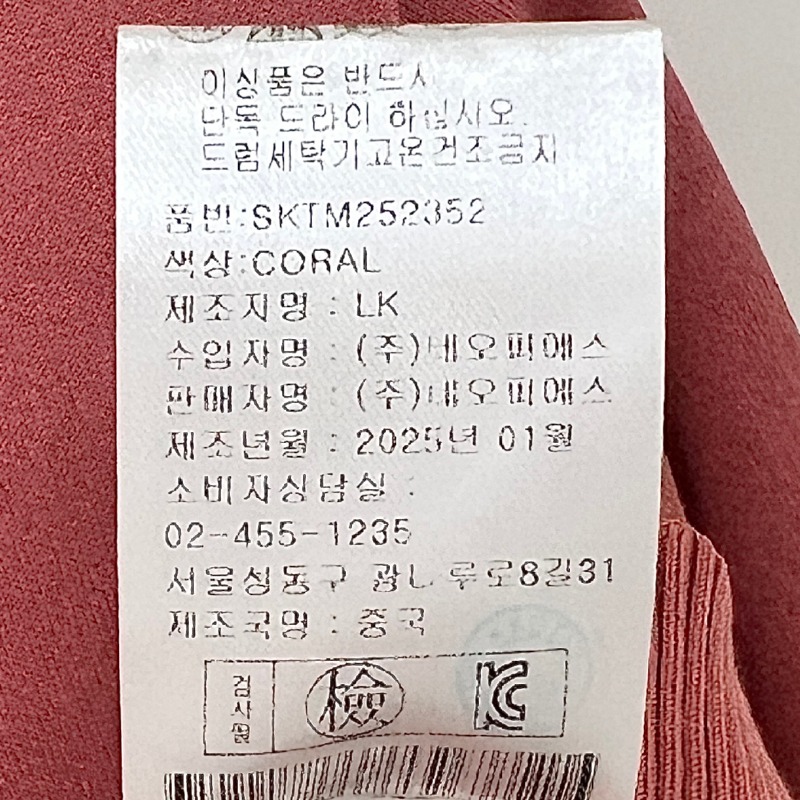 이상품은 반드시
단독 드라이 하십시오.
드럼세탁기고온건조금지
품번:SKTM252352
색상:CORAL
제조자명 : LK
수입자명 : (주)네오피에스
판매자명 : (주)네오피에스
제조년월 : 2025년 01월
소비자상담실 :
02-455-1235
서울성동구 광나루로8길31
제조국명 : 중국
검사필
檢
KC